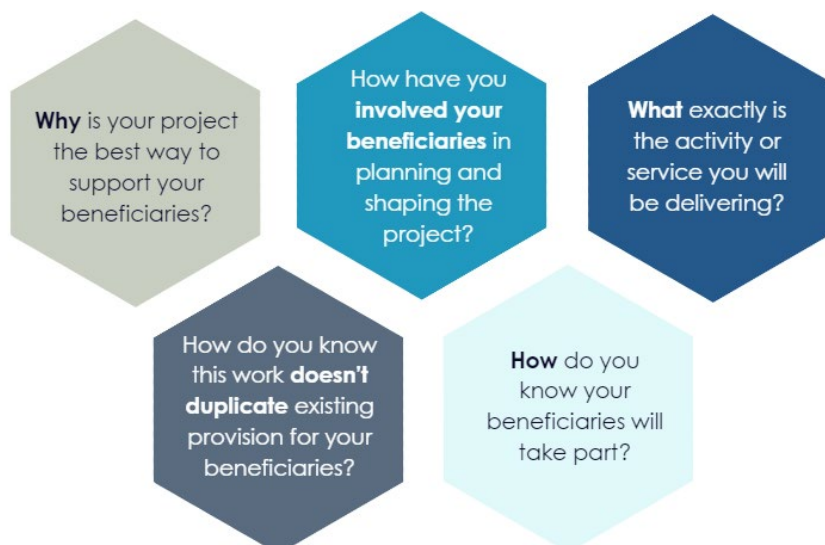 Why is your project
the best way to
support your
beneficiaries?
How have you
involved your
beneficiaries in
planning and
shaping the
project?
What exactly is
the activity or
service you will
be delivering?
How do you know
this work doesn't
duplicate existing
provision for your
beneficiaries?
How do you
know your
beneficiaries will
take part?